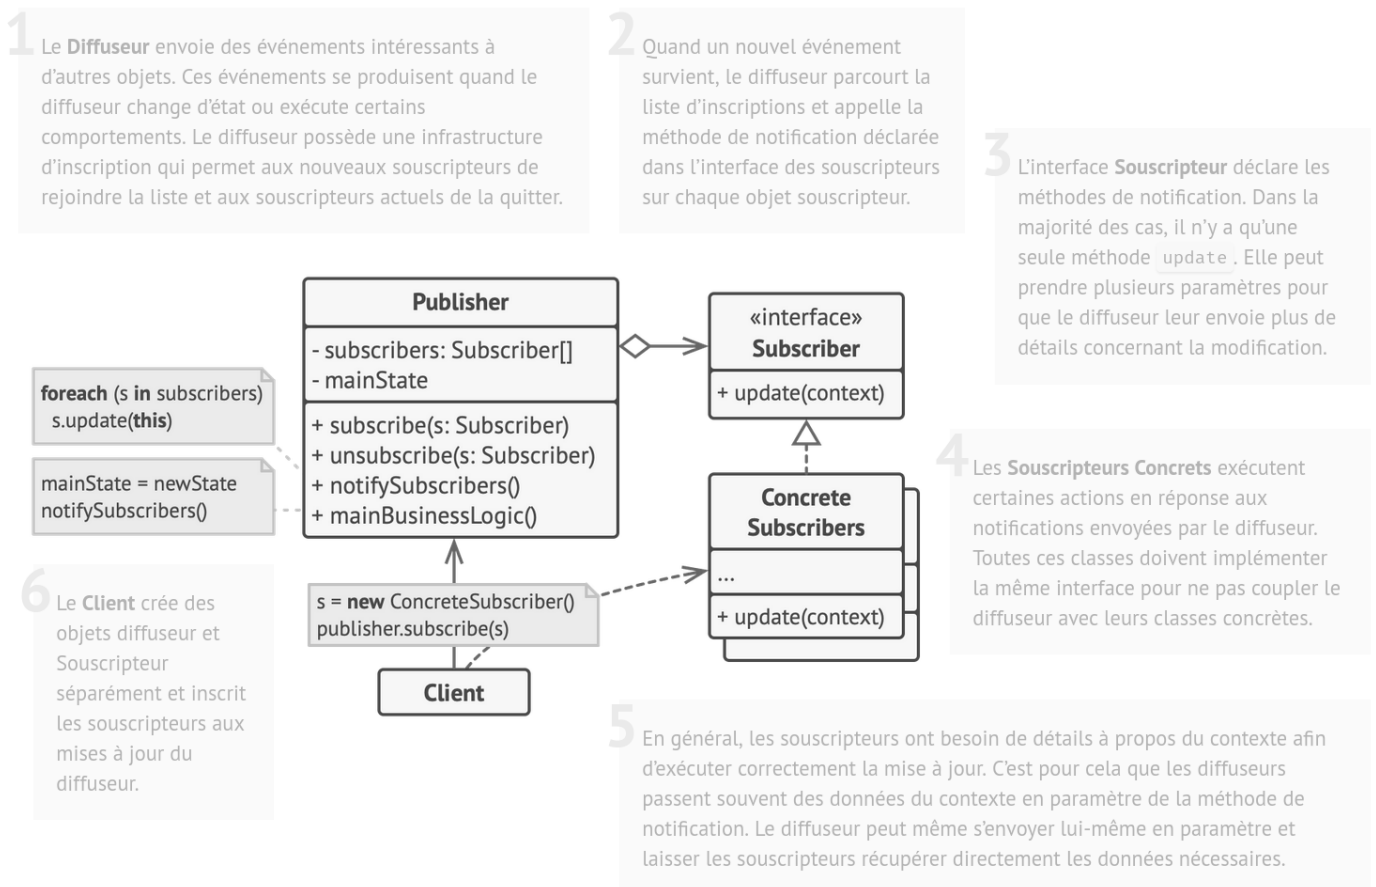 1
Le Diffuseur envoie des événements intéressants à
d’autres objets. Ces événements se produisent quand le
diffuseur change d’état ou exécute certains
comportements. Le diffuseur possède une infrastructure
d’inscription qui permet aux nouveaux souscripteurs de
rejoindre la liste et aux souscripteurs actuels de la quitter.
2
Quand un nouvel événement
survient, le diffuseur parcourt la
liste d’inscriptions et appelle la
méthode de notification déclarée
dans l’interface des souscripteurs
sur chaque objet souscripteur.
3
L’interface Souscripteur déclare les
méthodes de notification. Dans la
majorité des cas, il n’y a qu’une
seule méthode update. Elle peut
prendre plusieurs paramètres pour
que le diffuseur leur envoie plus de
détails concernant la modification.
Publisher
- subscribers: Subscriber[]
- mainState
+ subscribe(s: Subscriber)
+ unsubscribe(s: Subscriber)
+ notifySubscribers()
+ mainBusinessLogic()
«interface»
Subscriber
+ update(context)
foreach (s in subscribers)
s.update(this)
mainState = newState
notifySubscribers()
Concrete
Subscribers
...
+ update(context)
4
Les Souscripteurs Concrets exécutent
certaines actions en réponse aux
notifications envoyées par le diffuseur.
Toutes ces classes doivent implémenter
la même interface pour ne pas coupler le
diffuseur avec leurs classes concrètes.
s = new ConcreteSubscriber()
publisher.subscribe(s)
Client
6
Le Client crée des
objets diffuseur et
Souscripteur
séparément et inscrit
les souscripteurs aux
mises à jour du
diffuseur.
5
En général, les souscripteurs ont besoin de détails à propos du contexte afin
d’exécuter correctement la mise à jour. C’est pour cela que les diffuseurs
passent souvent des données du contexte en paramètre de la méthode de
notification. Le diffuseur peut même s’envoyer lui-même en paramètre et
laisser les souscripteurs récupérer directement les données nécessaires.